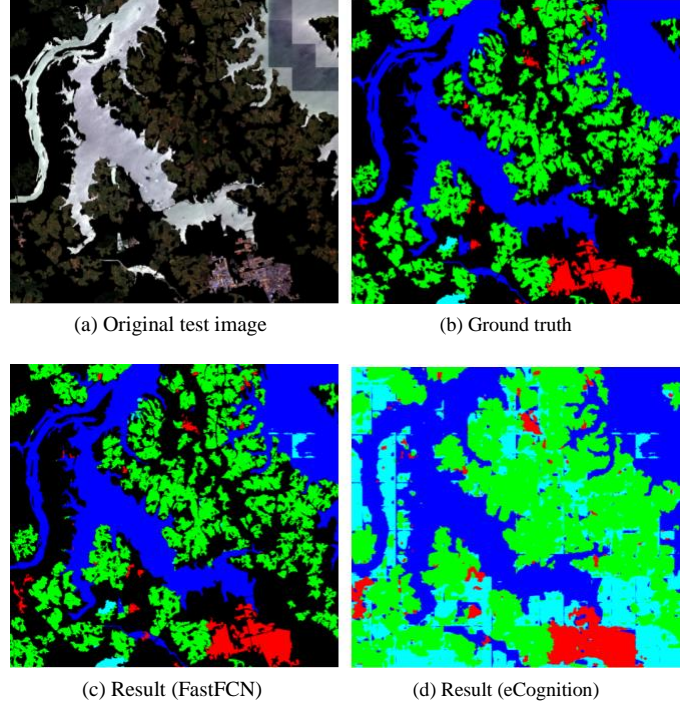 (a) Original test image
(b) Ground truth
(c) Result (FastFCN)
(d) Result (eCognition)